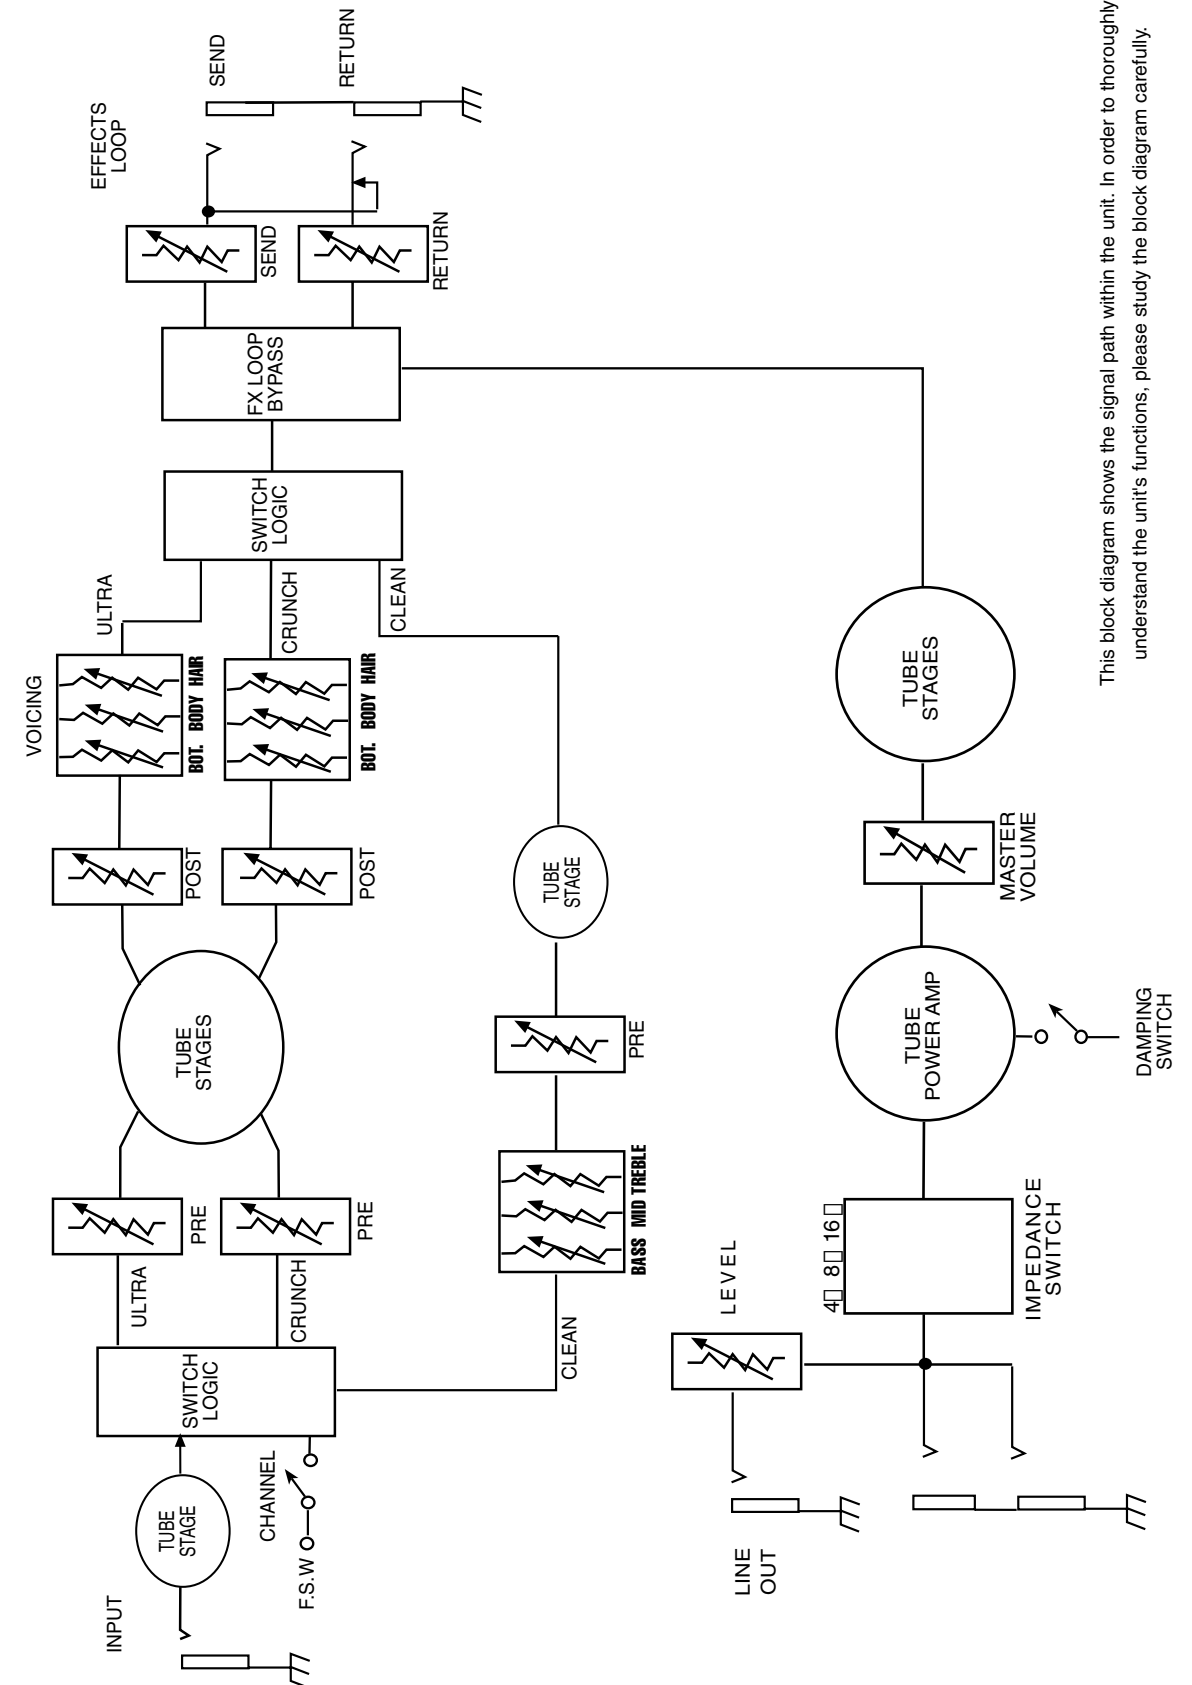 INPUT
TUBE
STAGE
F.S.W
CHANNEL
SWITCH
LOGIC
ULTRA
CRUNCH
CLEAN
PRE
PRE
BASS MID TREBLE
PRE
TUBE
STAGES
TUBE
STAGE
POST
POST
VOICING
BOT. BODY HAIR
BOT. BODY HAIR
ULTRA
CRUNCH
CLEAN
SWITCH
LOGIC
FX LOOP
BYPASS
SEND
RETURN
EFFECTS
LOOP
SEND
RETURN
LINE
OUT
LEVEL
4□ 8□ 16□
IMPEDANCE
SWITCH
TUBE
POWER AMP
DAMPING
SWITCH
MASTER
VOLUME
TUBE
STAGES
This block diagram shows the signal path within the unit. In order to thoroughly
understand the unit's functions, please study the block diagram carefully.